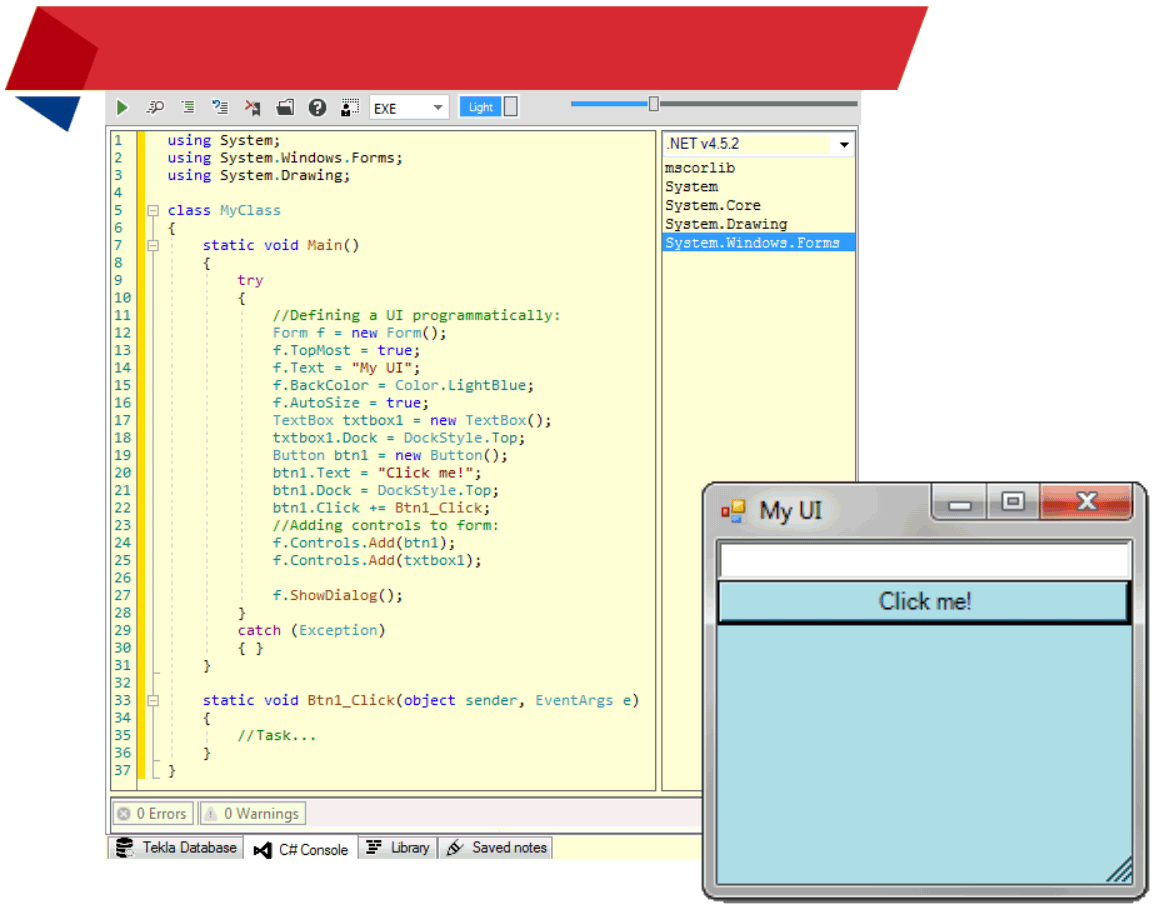 EXE
Light
1 using System;
2 using System.Windows.Forms;
3 using System.Drawing;
4
5 class MyClass
6 {
7     static void Main()
8     {
9         try
10         {
11             //Defining a UI programmatically:
12             Form f = new Form();
13             f.TopMost = true;
14             f.Text = "My UI";
15             f.BackColor = Color.LightBlue;
16             f.AutoSize = true;
17             TextBox txtbox1 = new TextBox();
18             txtbox1.Dock = DockStyle.Top;
19             Button btn1 = new Button();
20             btn1.Text = "Click me!";
21             btn1.Dock = DockStyle.Top;
22             btn1.Click += Btn1_Click;
23             //Adding controls to form:
24             f.Controls.Add(btn1);
25             f.Controls.Add(txtbox1);
26
27             f.ShowDialog();
28         }
29         catch (Exception)
30         { }
31     }
32
33     static void Btn1_Click(object sender, EventArgs e)
34     {
35         //Task...
36     }
37 }
.NET v4.5.2
mscorlib
System
System.Core
System.Drawing
System.Windows.Forms
My UI
Click me!
0 Errors
0 Warnings
Tekla Database
C# Console
Library
Saved notes